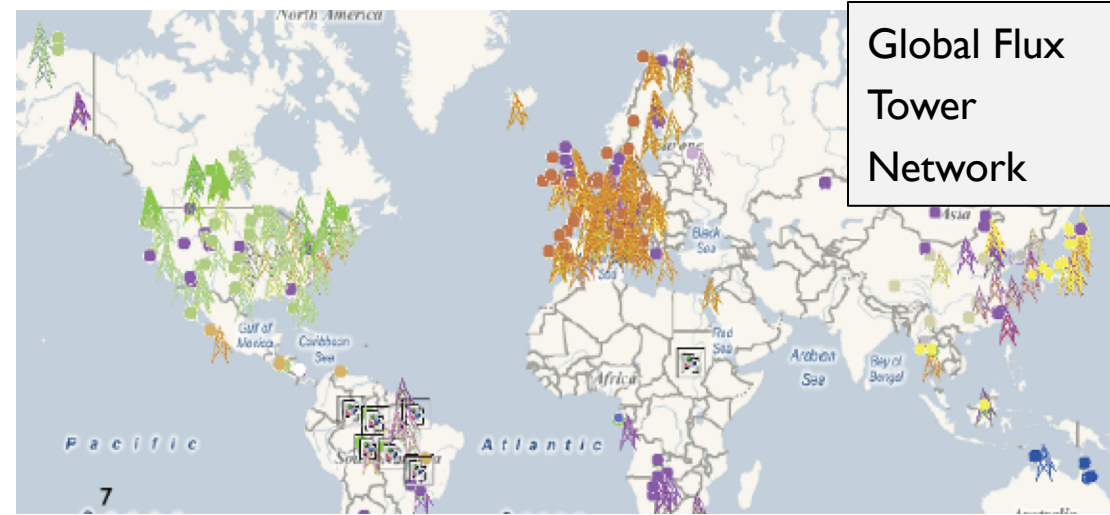 North America
Global Flux
Tower
Network
Asia
Black
Sea
Sea
Gulf of
Mexico
Caribbean
Sea
Red
Sea
Arabian
Sea
Bay of
Bengal
Africa
Pacific
Atlantic
7